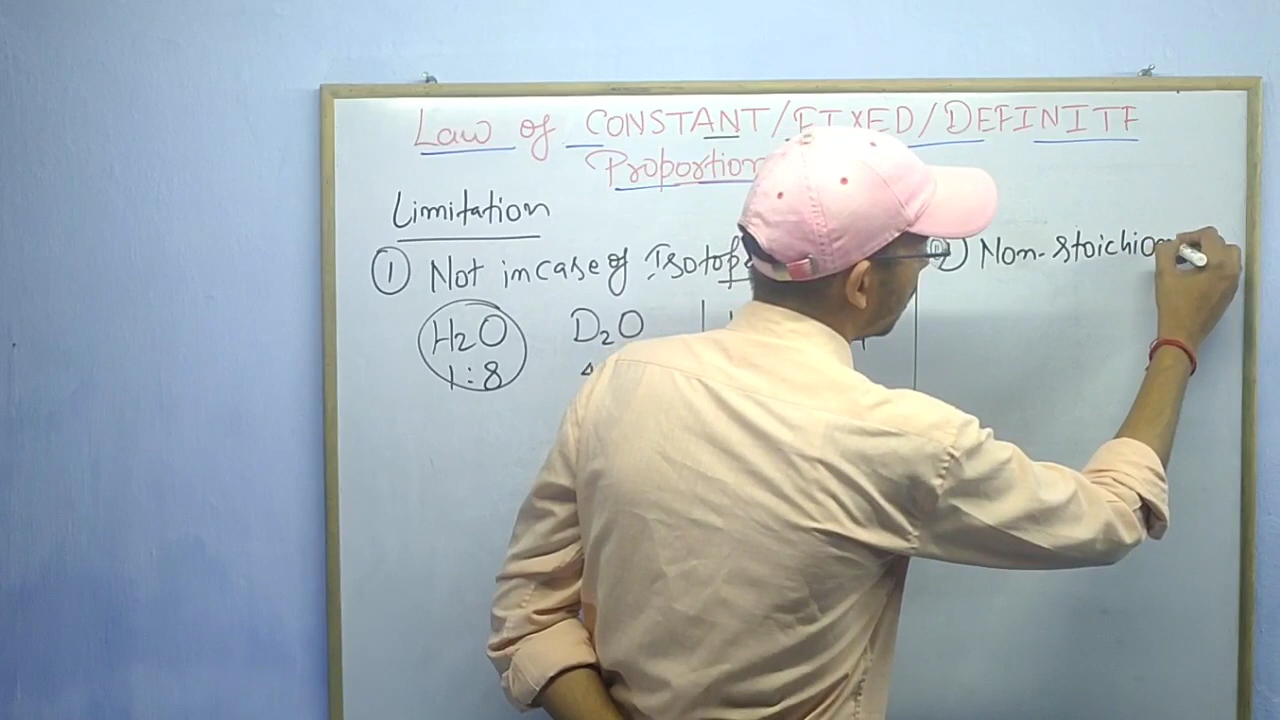 Law of CONSTANT/FIXED/DEFINITE
Proportion
Limitation
① Not in case of Isotop
H₂O D₂O
1:8
② Non-stoichio